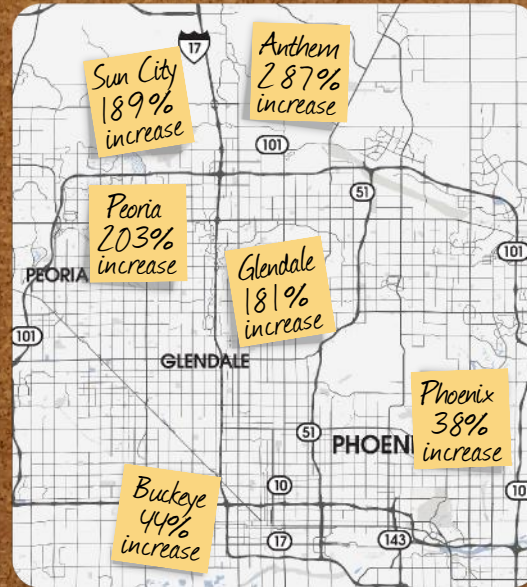 17
Anthem
287%
increase
Sun City
189%
increase
101
51
Peoria
203%
increase
101
PEORIA
Glendale
181%
increase
101
GLENDALE
Phoenix
38%
increase
51
Buckeye
44%
increase
10
10
17
143